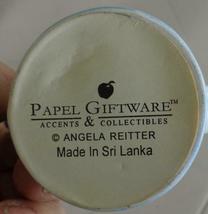 PAPEL GIFTWARE™
ACCENTS & COLLECTIBLES
© ANGELA REITTER
Made In Sri Lanka